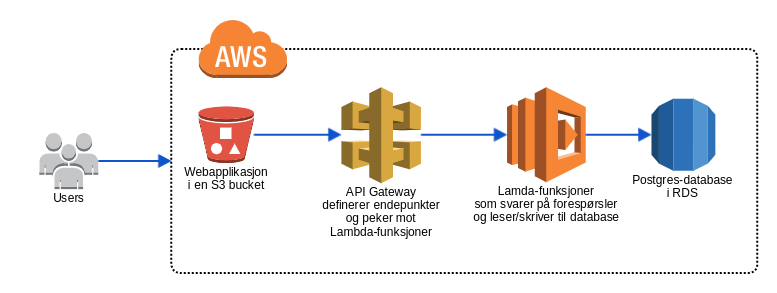 AWS
Users
Webapplikasjon
i en S3 bucket
API Gateway
definerer endepunkter
og peker mot
Lambda-funksjoner
Lamda-funksjoner
som svarer på forespørsler
og leser/skriver til database
Postgres-database
i RDS